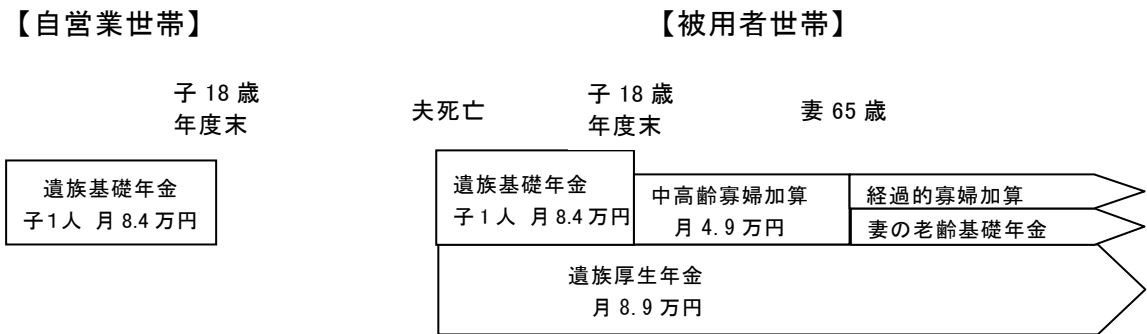 【自営業世帯】
【被用者世帯】
子 18 歳
年度末
夫死亡
子 18 歳
年度末
妻 65 歳
遺族基礎年金
子1人 月 8.4 万円
遺族基礎年金
子1人 月 8.4 万円
中高齢寡婦加算
月 4.9 万円
経過的寡婦加算
妻の老齢基礎年金
遺族厚生年金
月 8.9 万円